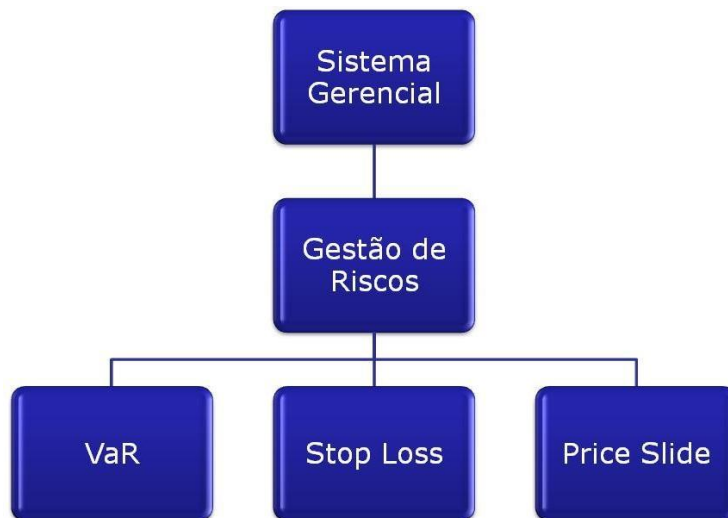 Sistema
Gerencial
Gestão de
Riscos
VaR
Stop Loss
Price Slide